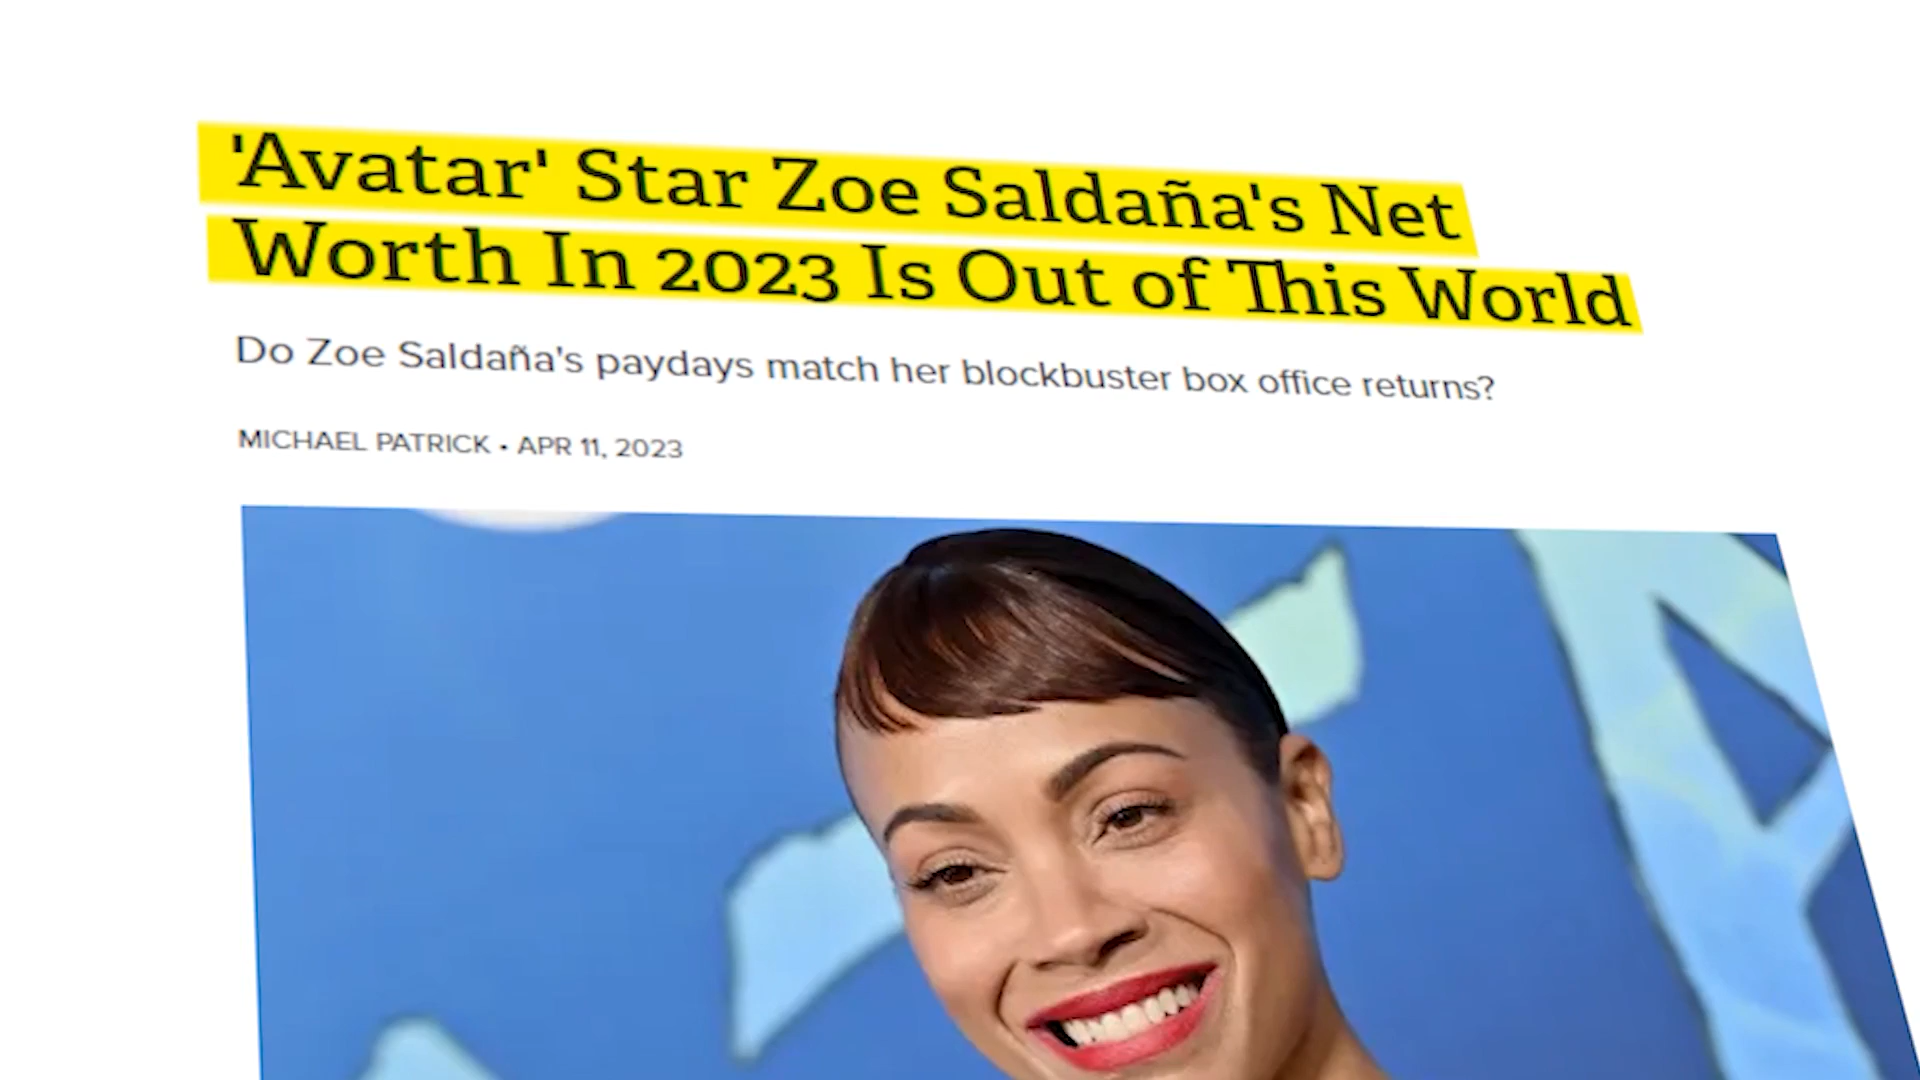 'Avatar' Star Zoe Saldaña's Net
Worth In 2023 Is Out of This World
Do Zoe Saldaña's paydays match her blockbuster box office returns?
MICHAEL PATRICK • APR 11, 2023